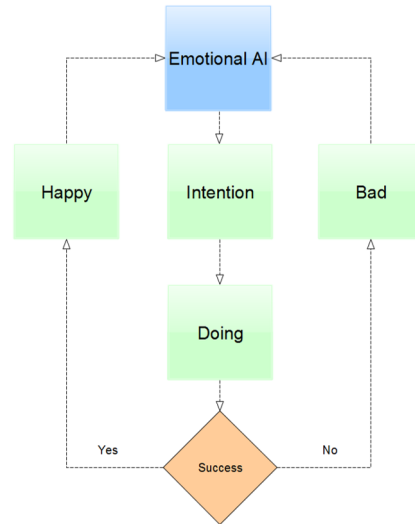 Emotional AI
Happy
Intention
Bad
Doing
Yes
No
Success